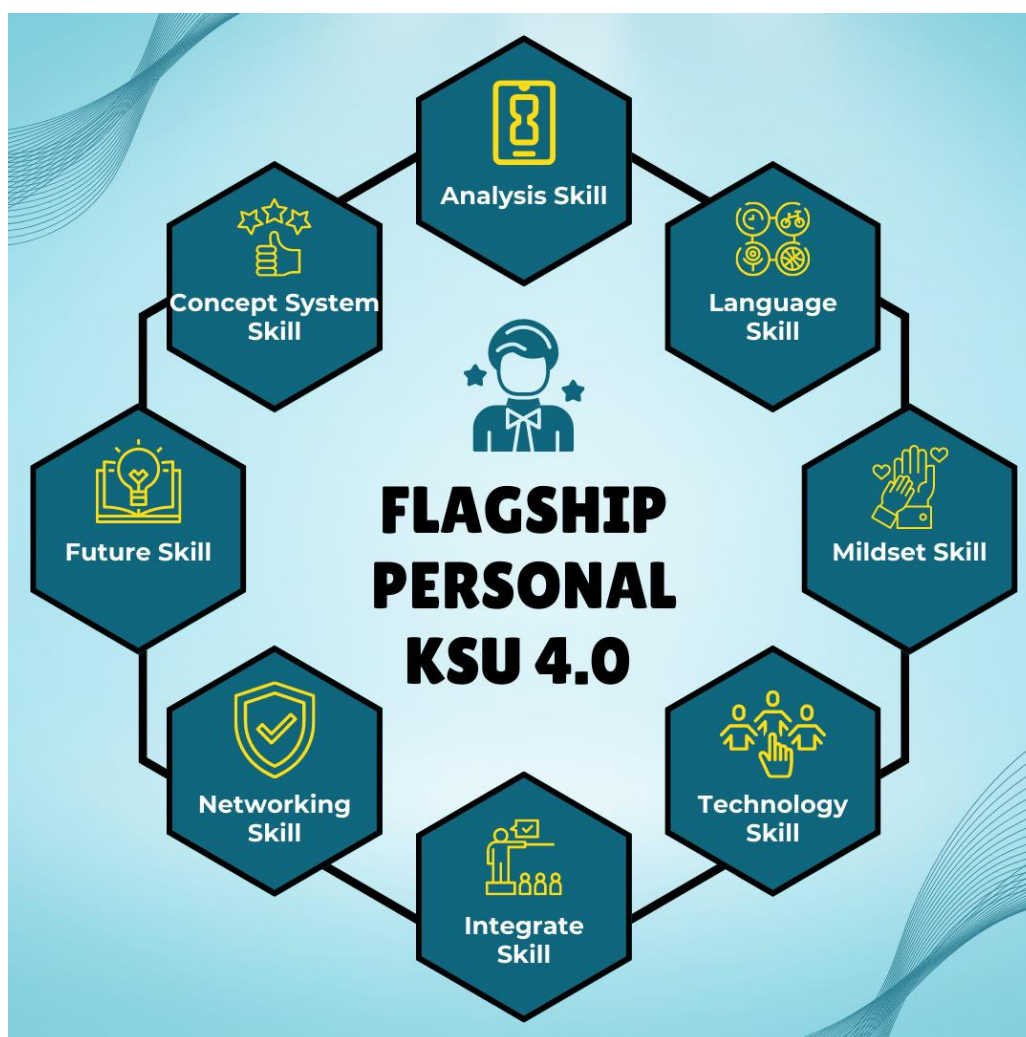 Analysis Skill
Language
Skill
Mildset Skill
Technology
Skill
Integrate
Skill
Networking
Skill
Future Skill
Concept System
Skill
FLAGSHIP
PERSONAL
KSU 4.0